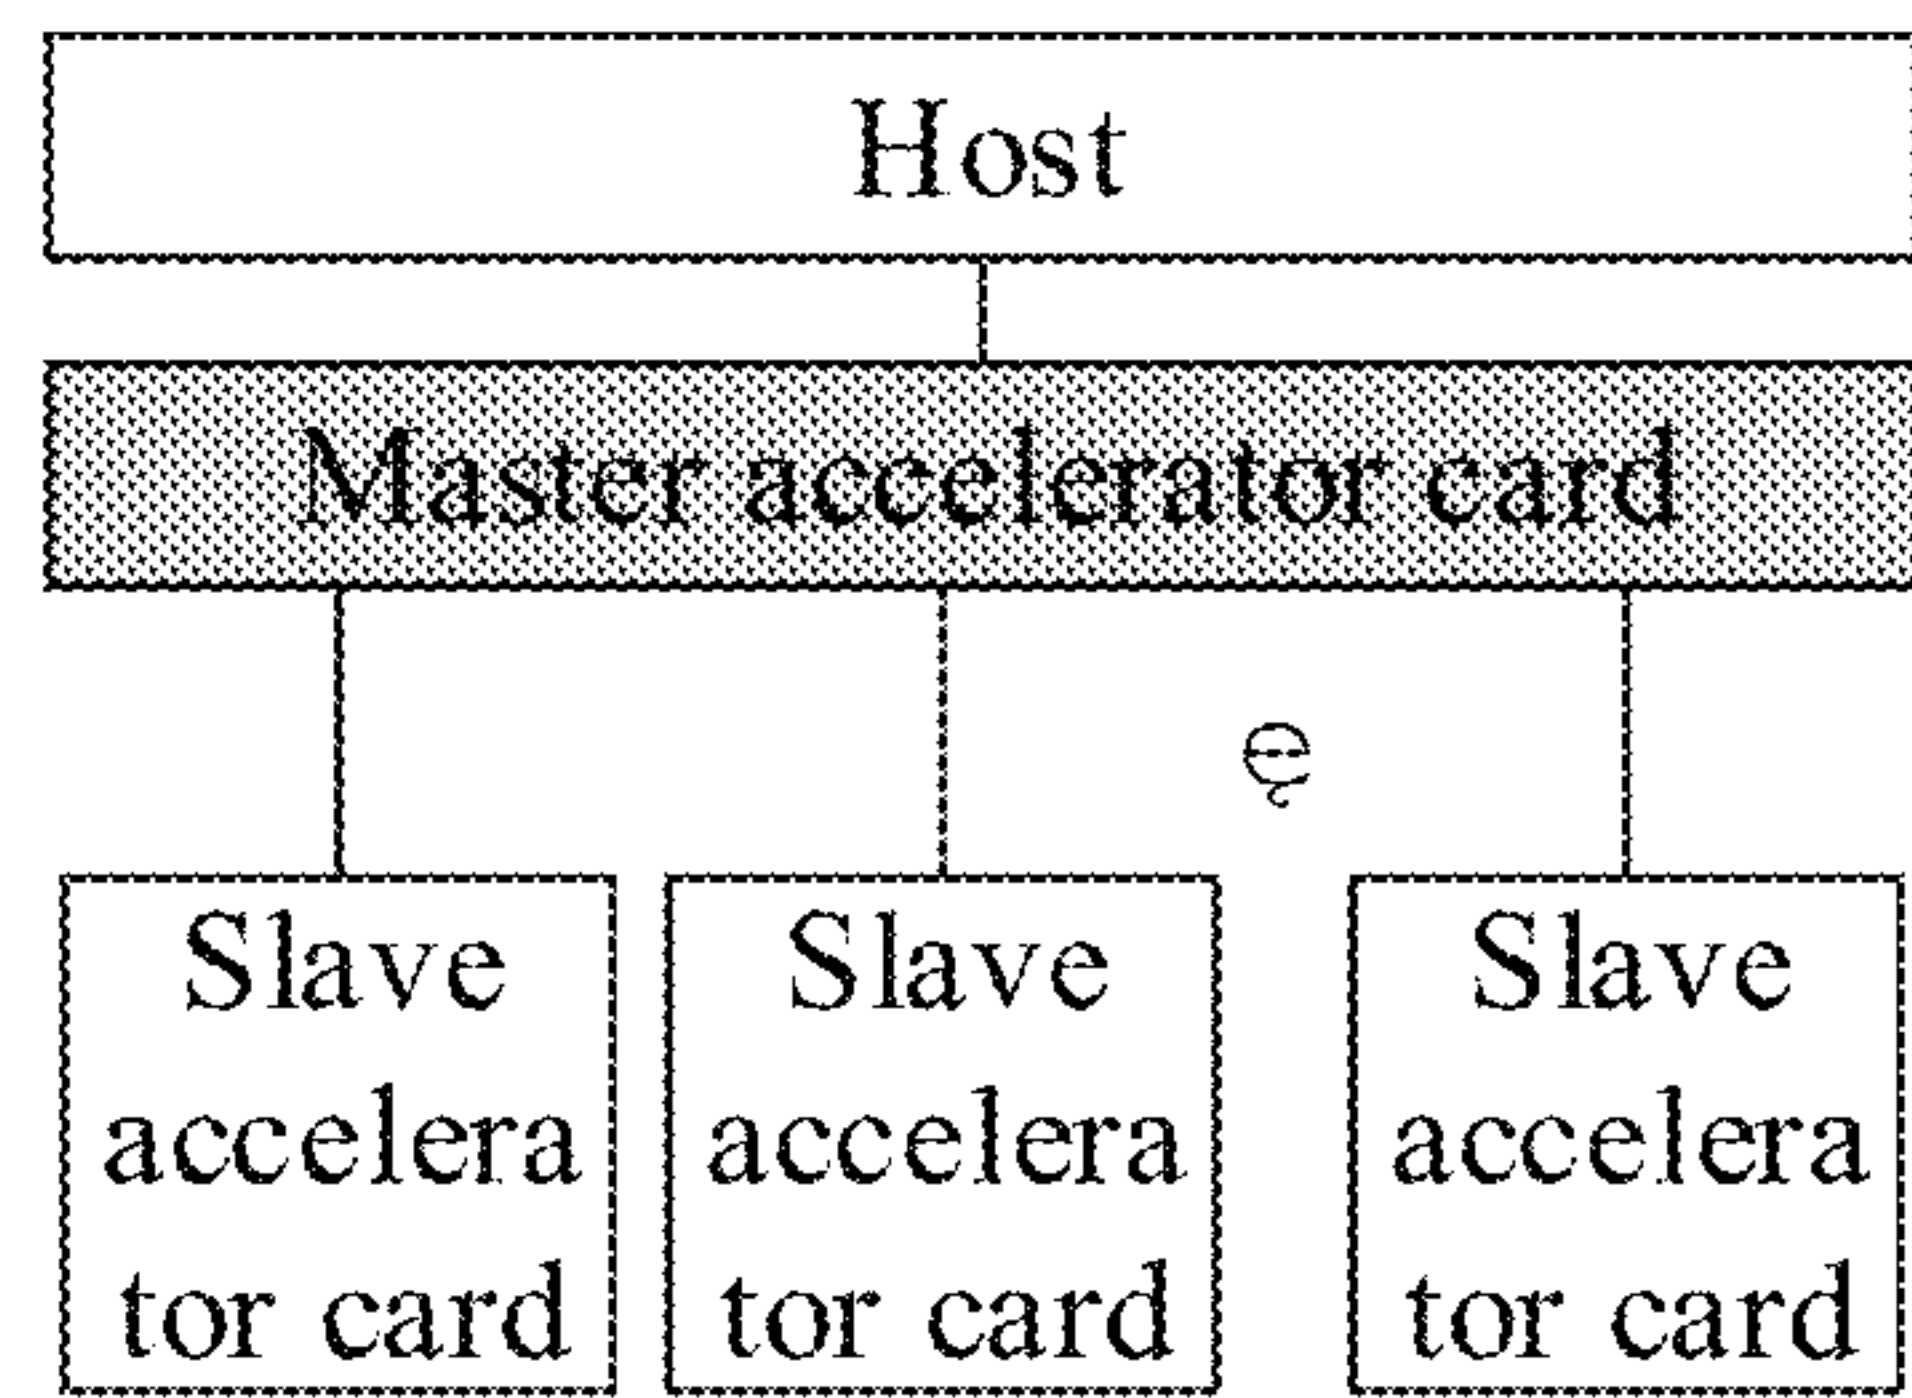 Host
Master accelerator card
ę
Slave
accelera
tor card
Slave
accelera
tor card
Slave
accelera
tor card